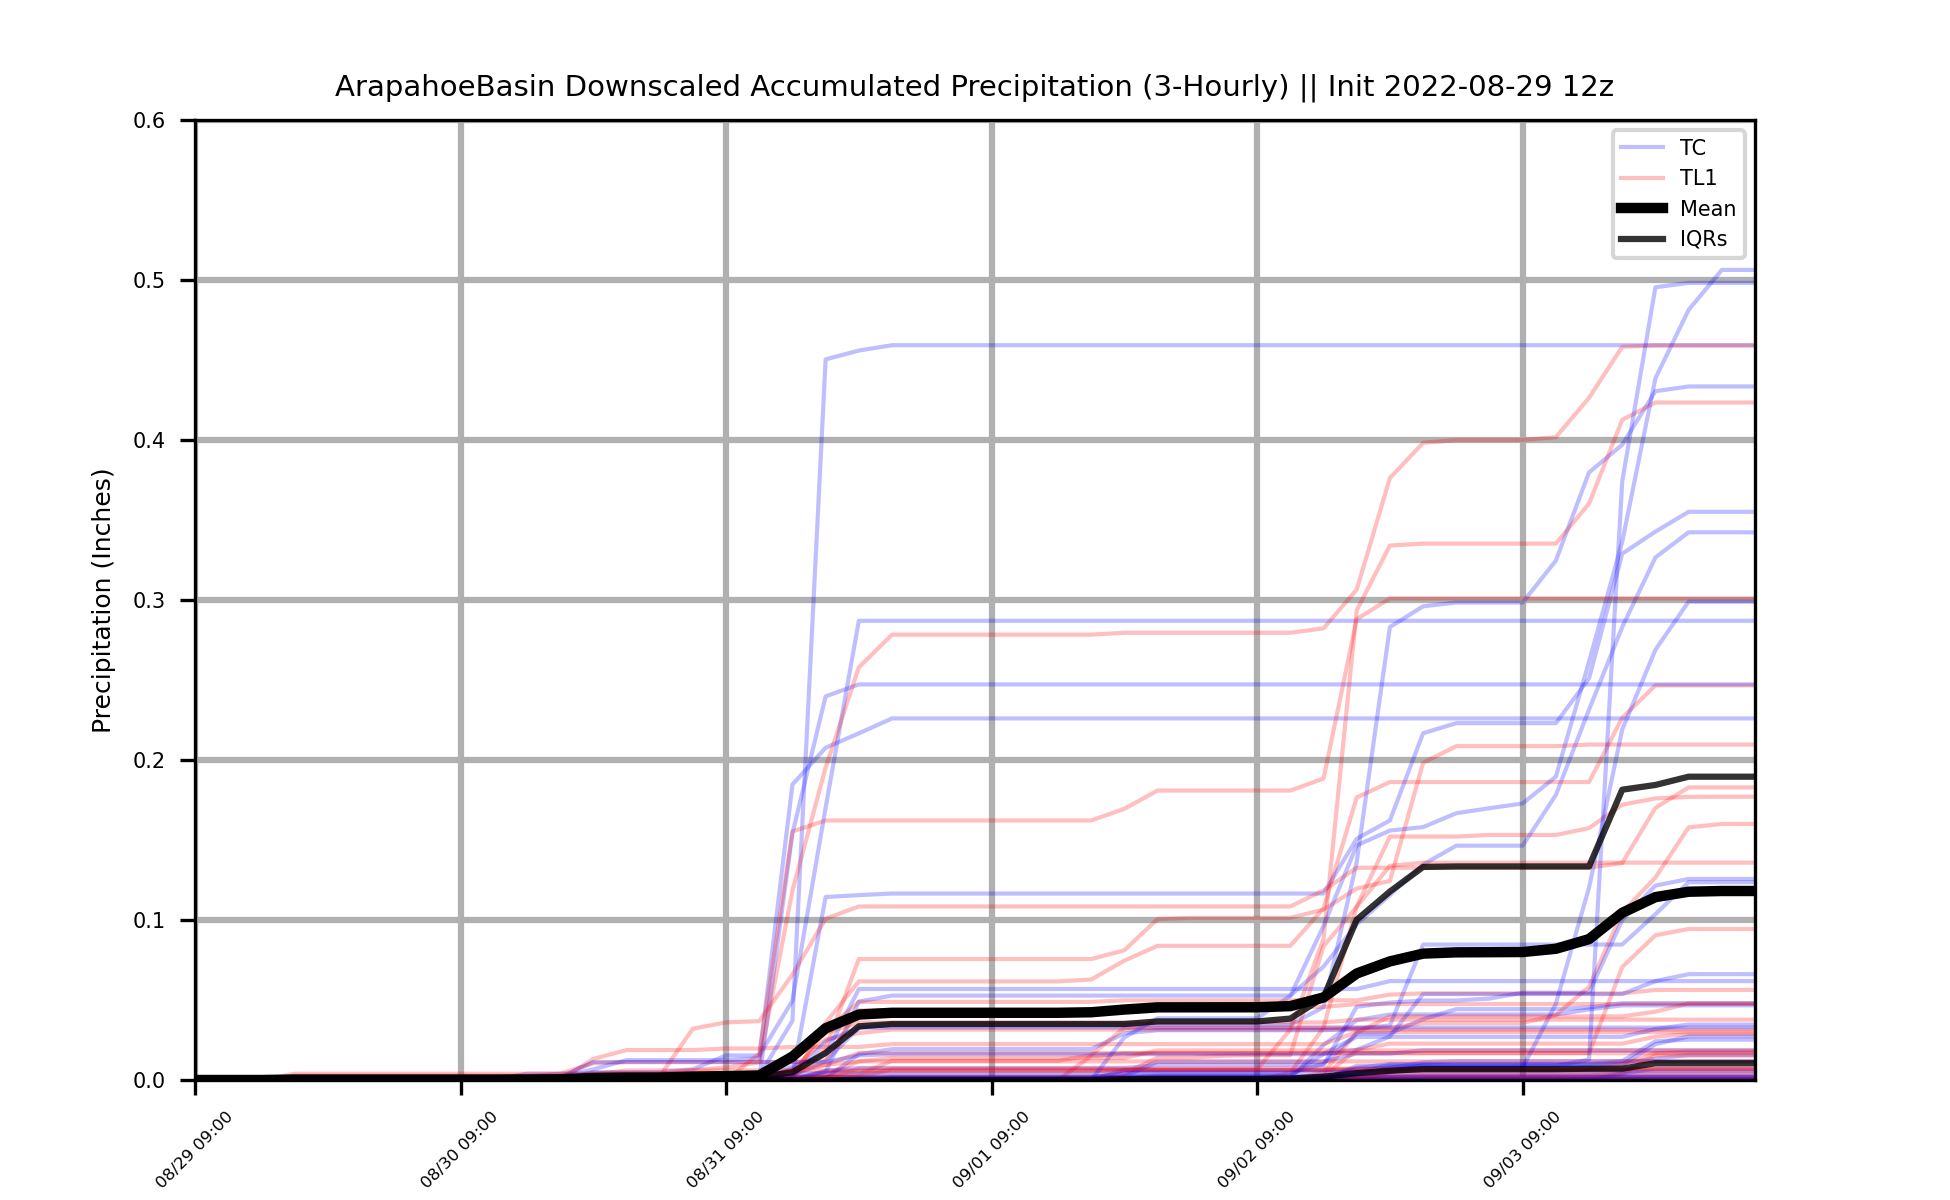 ArapahoeBasin Downscaled Accumulated Precipitation (3-Hourly) || Init 2022-08-29 12z
TC
TL1
Mean
IQRs
Precipitation (Inches)
0.6
0.5
0.4
0.3
0.2
0.1
0.0
08/29 09:00
08/30 09:00
08/31 09:00
09/01 09:00
09/02 09:00
09/03 09:00